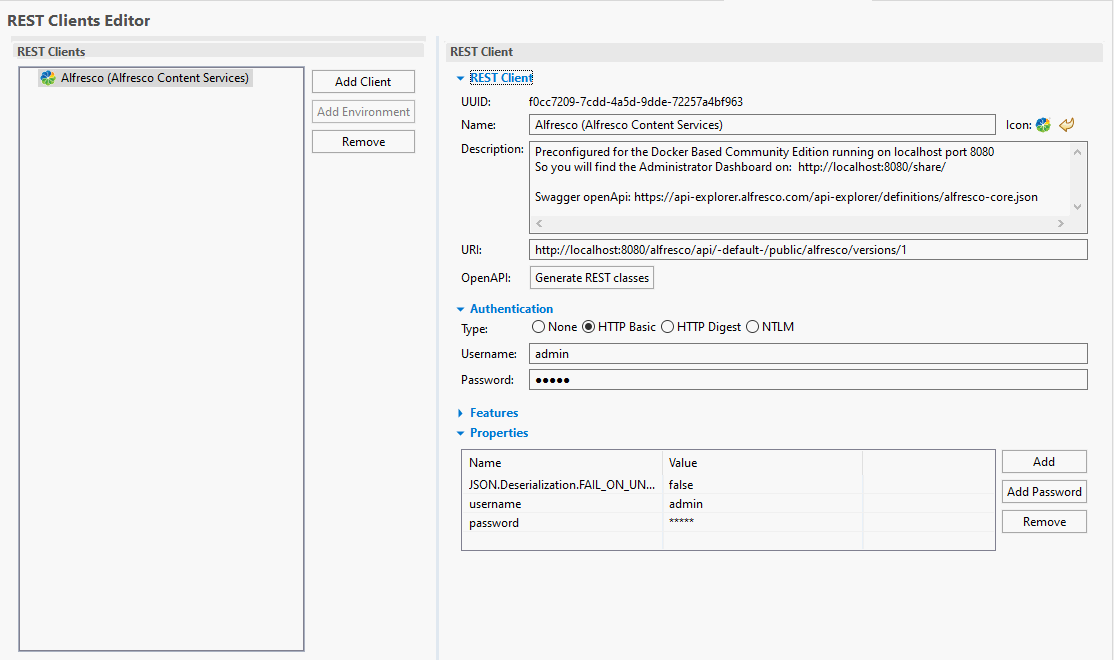 REST Clients Editor
REST Clients
Alfresco (Alfresco Content Services)
Add Client
Add Environment
Remove
REST Client
REST Client
UUID: f0cc7209-7cdd-4a5d-9dde-72257a4bf963
Name: Alfresco (Alfresco Content Services) Icon:
Description: Preconfigured for the Docker Based Community Edition running on localhost port 8080
So you will find the Administrator Dashboard on: http://localhost:8080/share/
Swagger openApi: https://api-explorer.alfresco.com/api-explorer/definitions/alfresco-core.json
URI: http://localhost:8080/alfresco/api/-default-/public/alfresco/versions/1
OpenAPI: Generate REST classes
Authentication
Type: None HTTP Basic HTTP Digest NTLM
Username: admin
Password: ●●●●●
Features
Properties
Name Value
JSON.Deserialization.FAIL_ON_UN... false
username admin
password *****
Add
Add Password
Remove